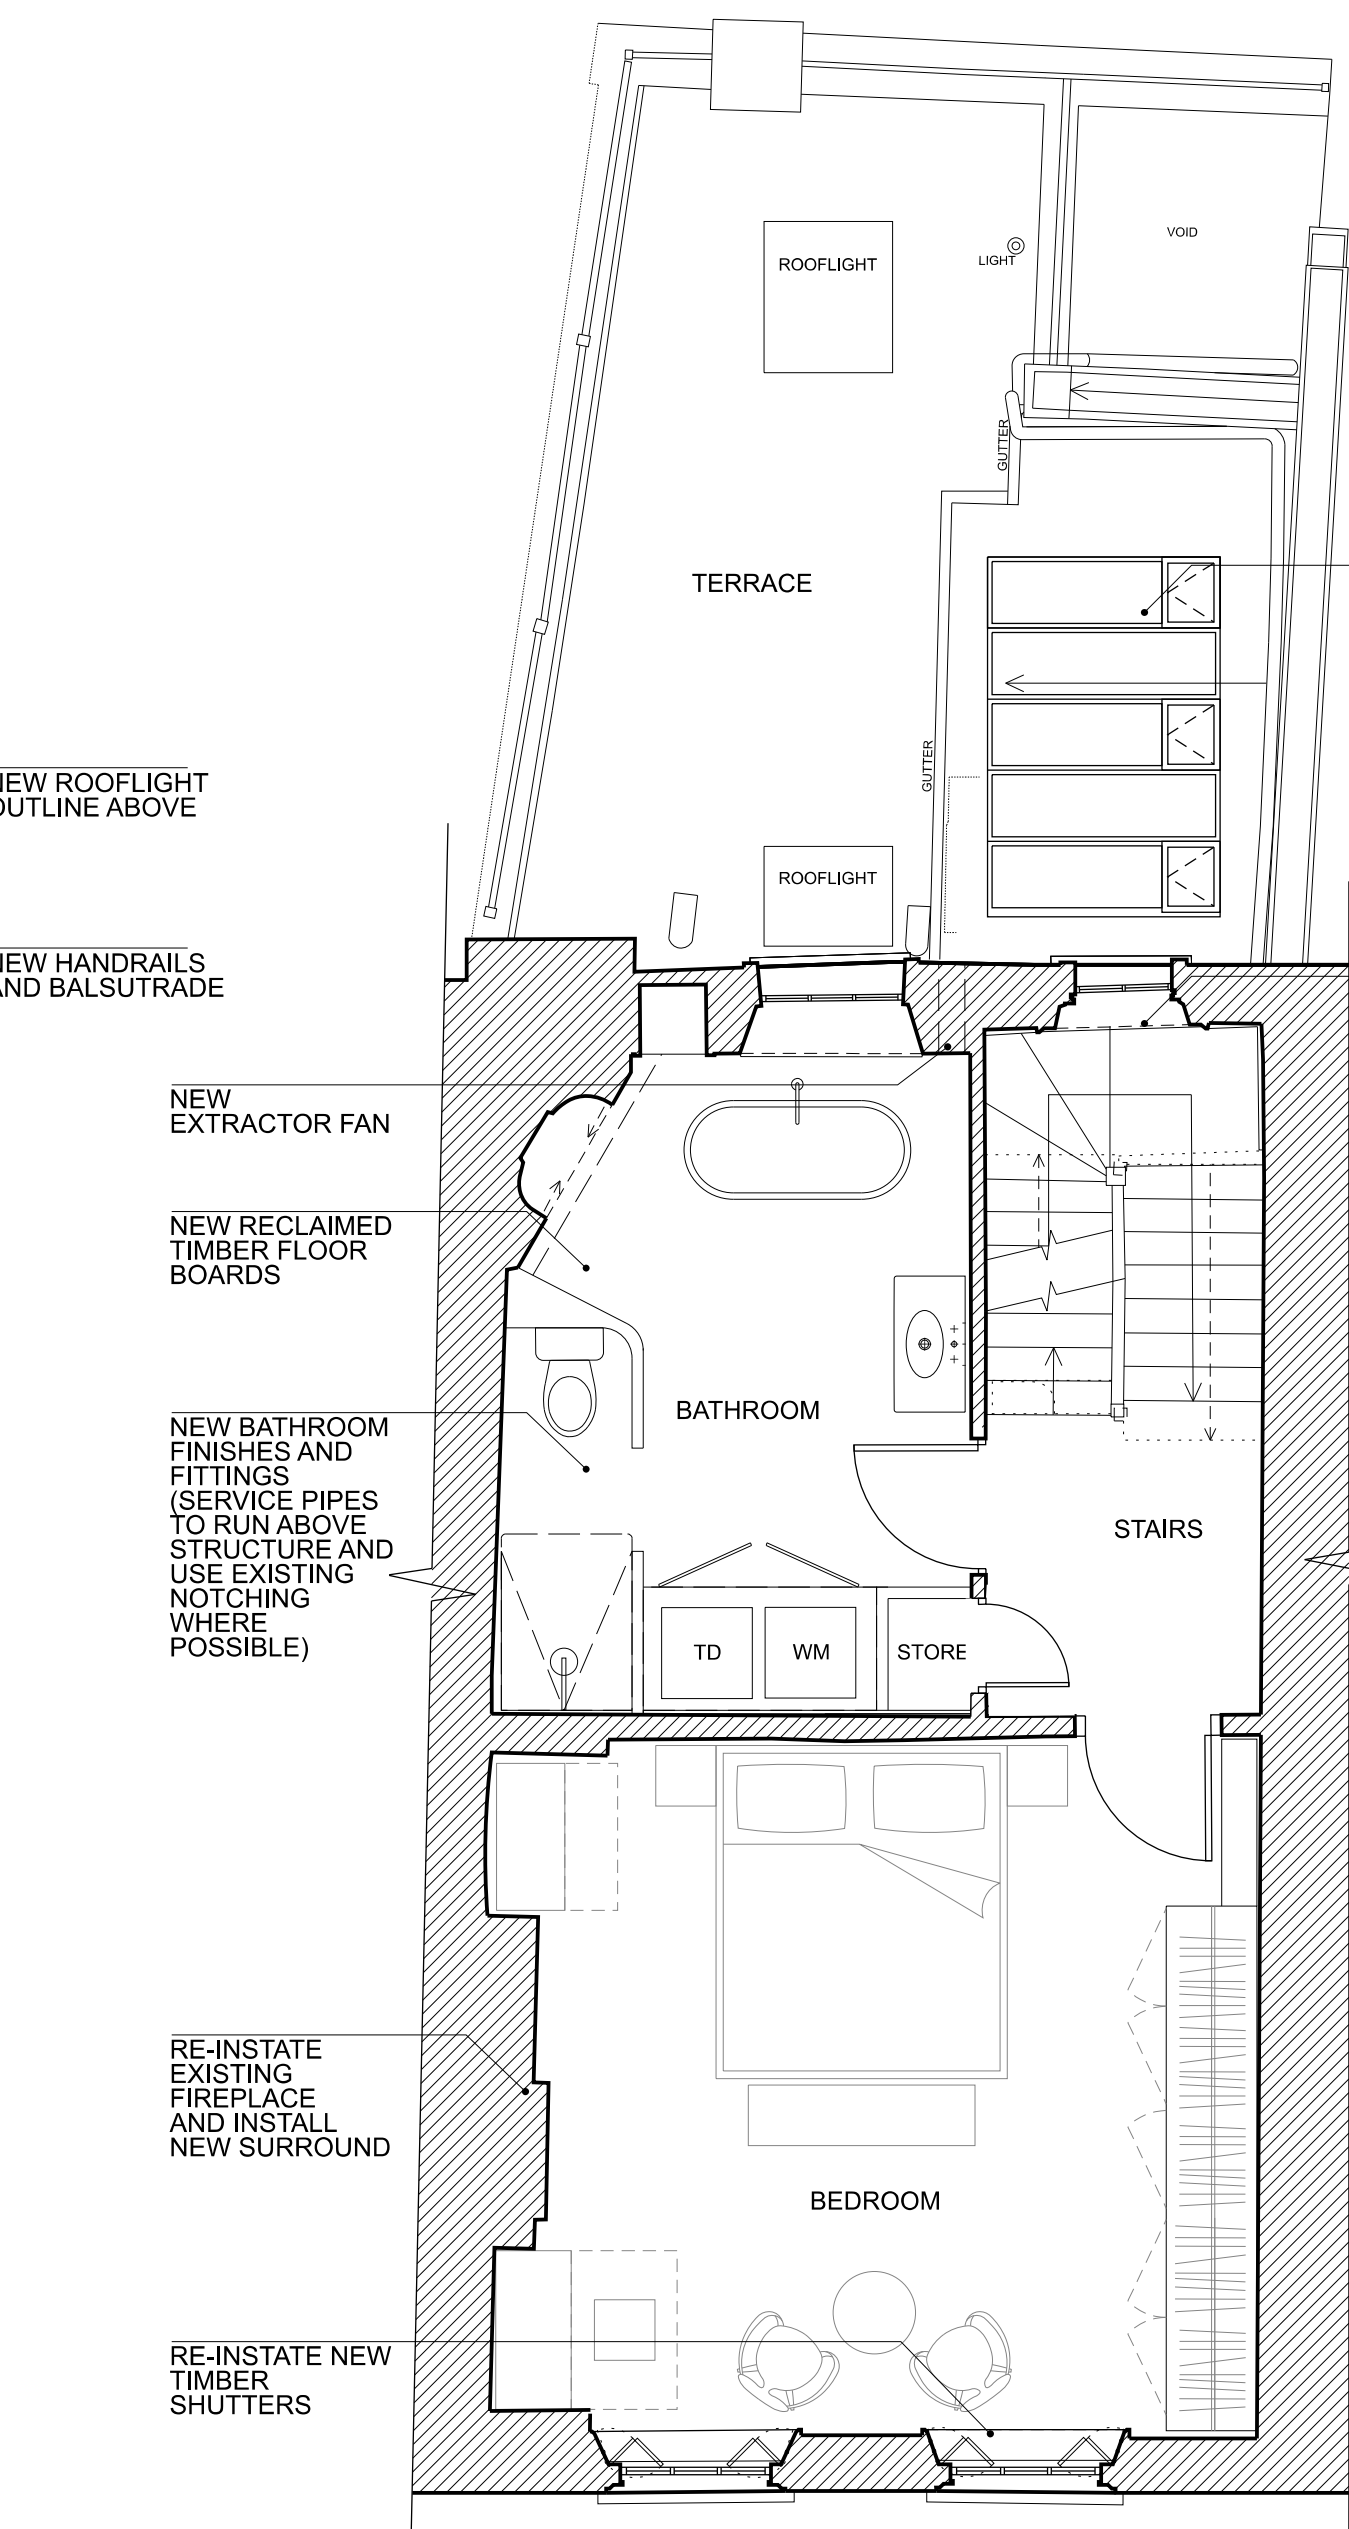 VOID
ROOFLIGHT
LIGHT
GUTTER
TERRACE
GUTTER
ROOFLIGHT
OUTLINE ABOVE
ROOFLIGHT
NEW HANDRAILS
AND BALSUTRADE
NEW
EXTRACTOR FAN
NEW RECLAIMED
TIMBER FLOOR
BOARDS
BATHROOM
NEW BATHROOM
FINISHES AND
FITTINGS
(SERVICE PIPES
TO RUN ABOVE
STRUCTURE AND
USE EXISTING
NOTCHING
WHERE
POSSIBLE)
STAIRS
TD
WM
STORE
RE-INSTATE
EXISTING
FIREPLACE
AND INSTALL
NEW SURROUND
BEDROOM
RE-INSTATE NEW
TIMBER
SHUTTERS